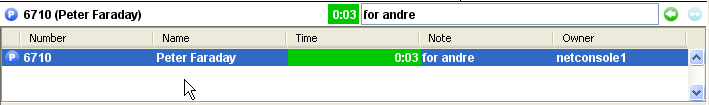 P 6710 (Peter Faraday) 0:03 for andre
Number Name Time Note Owner
P 6710 Peter Faraday 0:03 for andre netconsole1